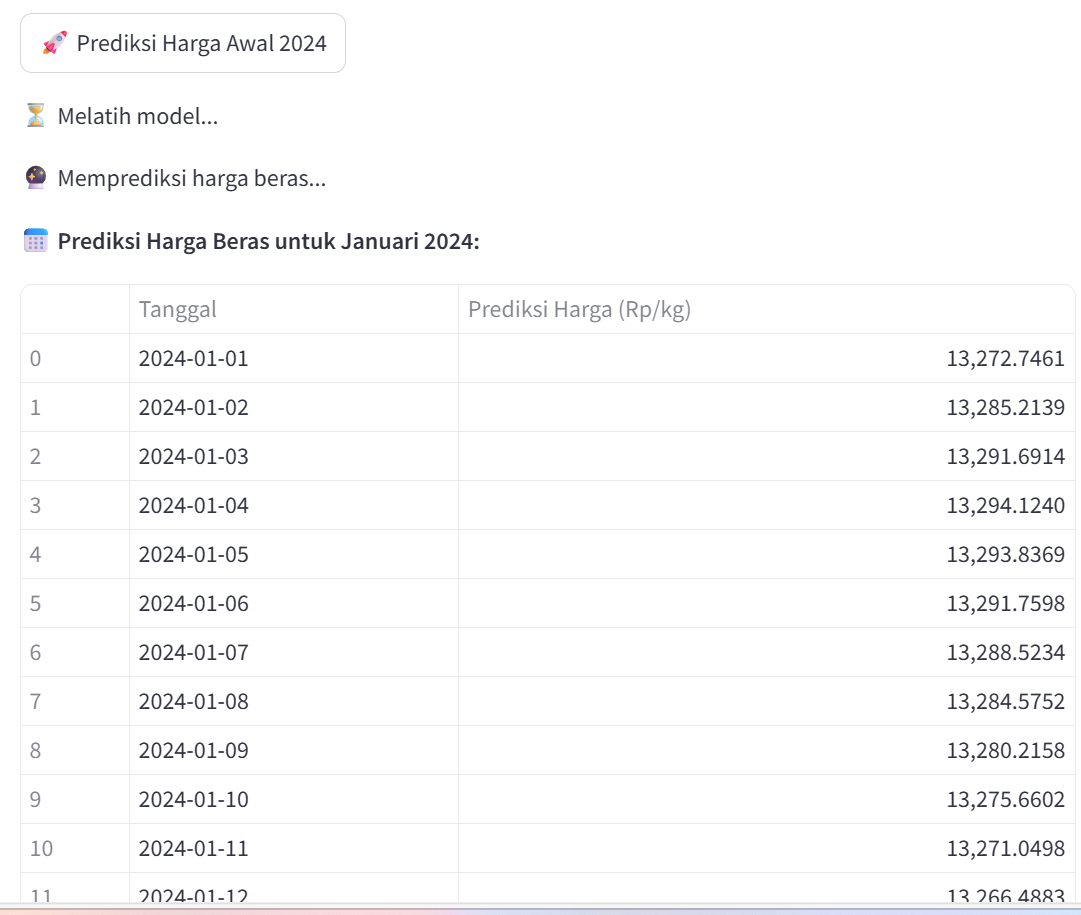 🚀 Prediksi Harga Awal 2024
⏳ Melatih model...
🔮 Memprediksi harga beras...
📅 Prediksi Harga Beras untuk Januari 2024:
Tanggal Prediksi Harga (Rp/kg)
0 2024-01-01 13,272.7461
1 2024-01-02 13,285.2139
2 2024-01-03 13,291.6914
3 2024-01-04 13,294.1240
4 2024-01-05 13,293.8369
5 2024-01-06 13,291.7598
6 2024-01-07 13,288.5234
7 2024-01-08 13,284.5752
8 2024-01-09 13,280.2158
9 2024-01-10 13,275.6602
10 2024-01-11 13,271.0498
11 2024-01-12 13,266.4883